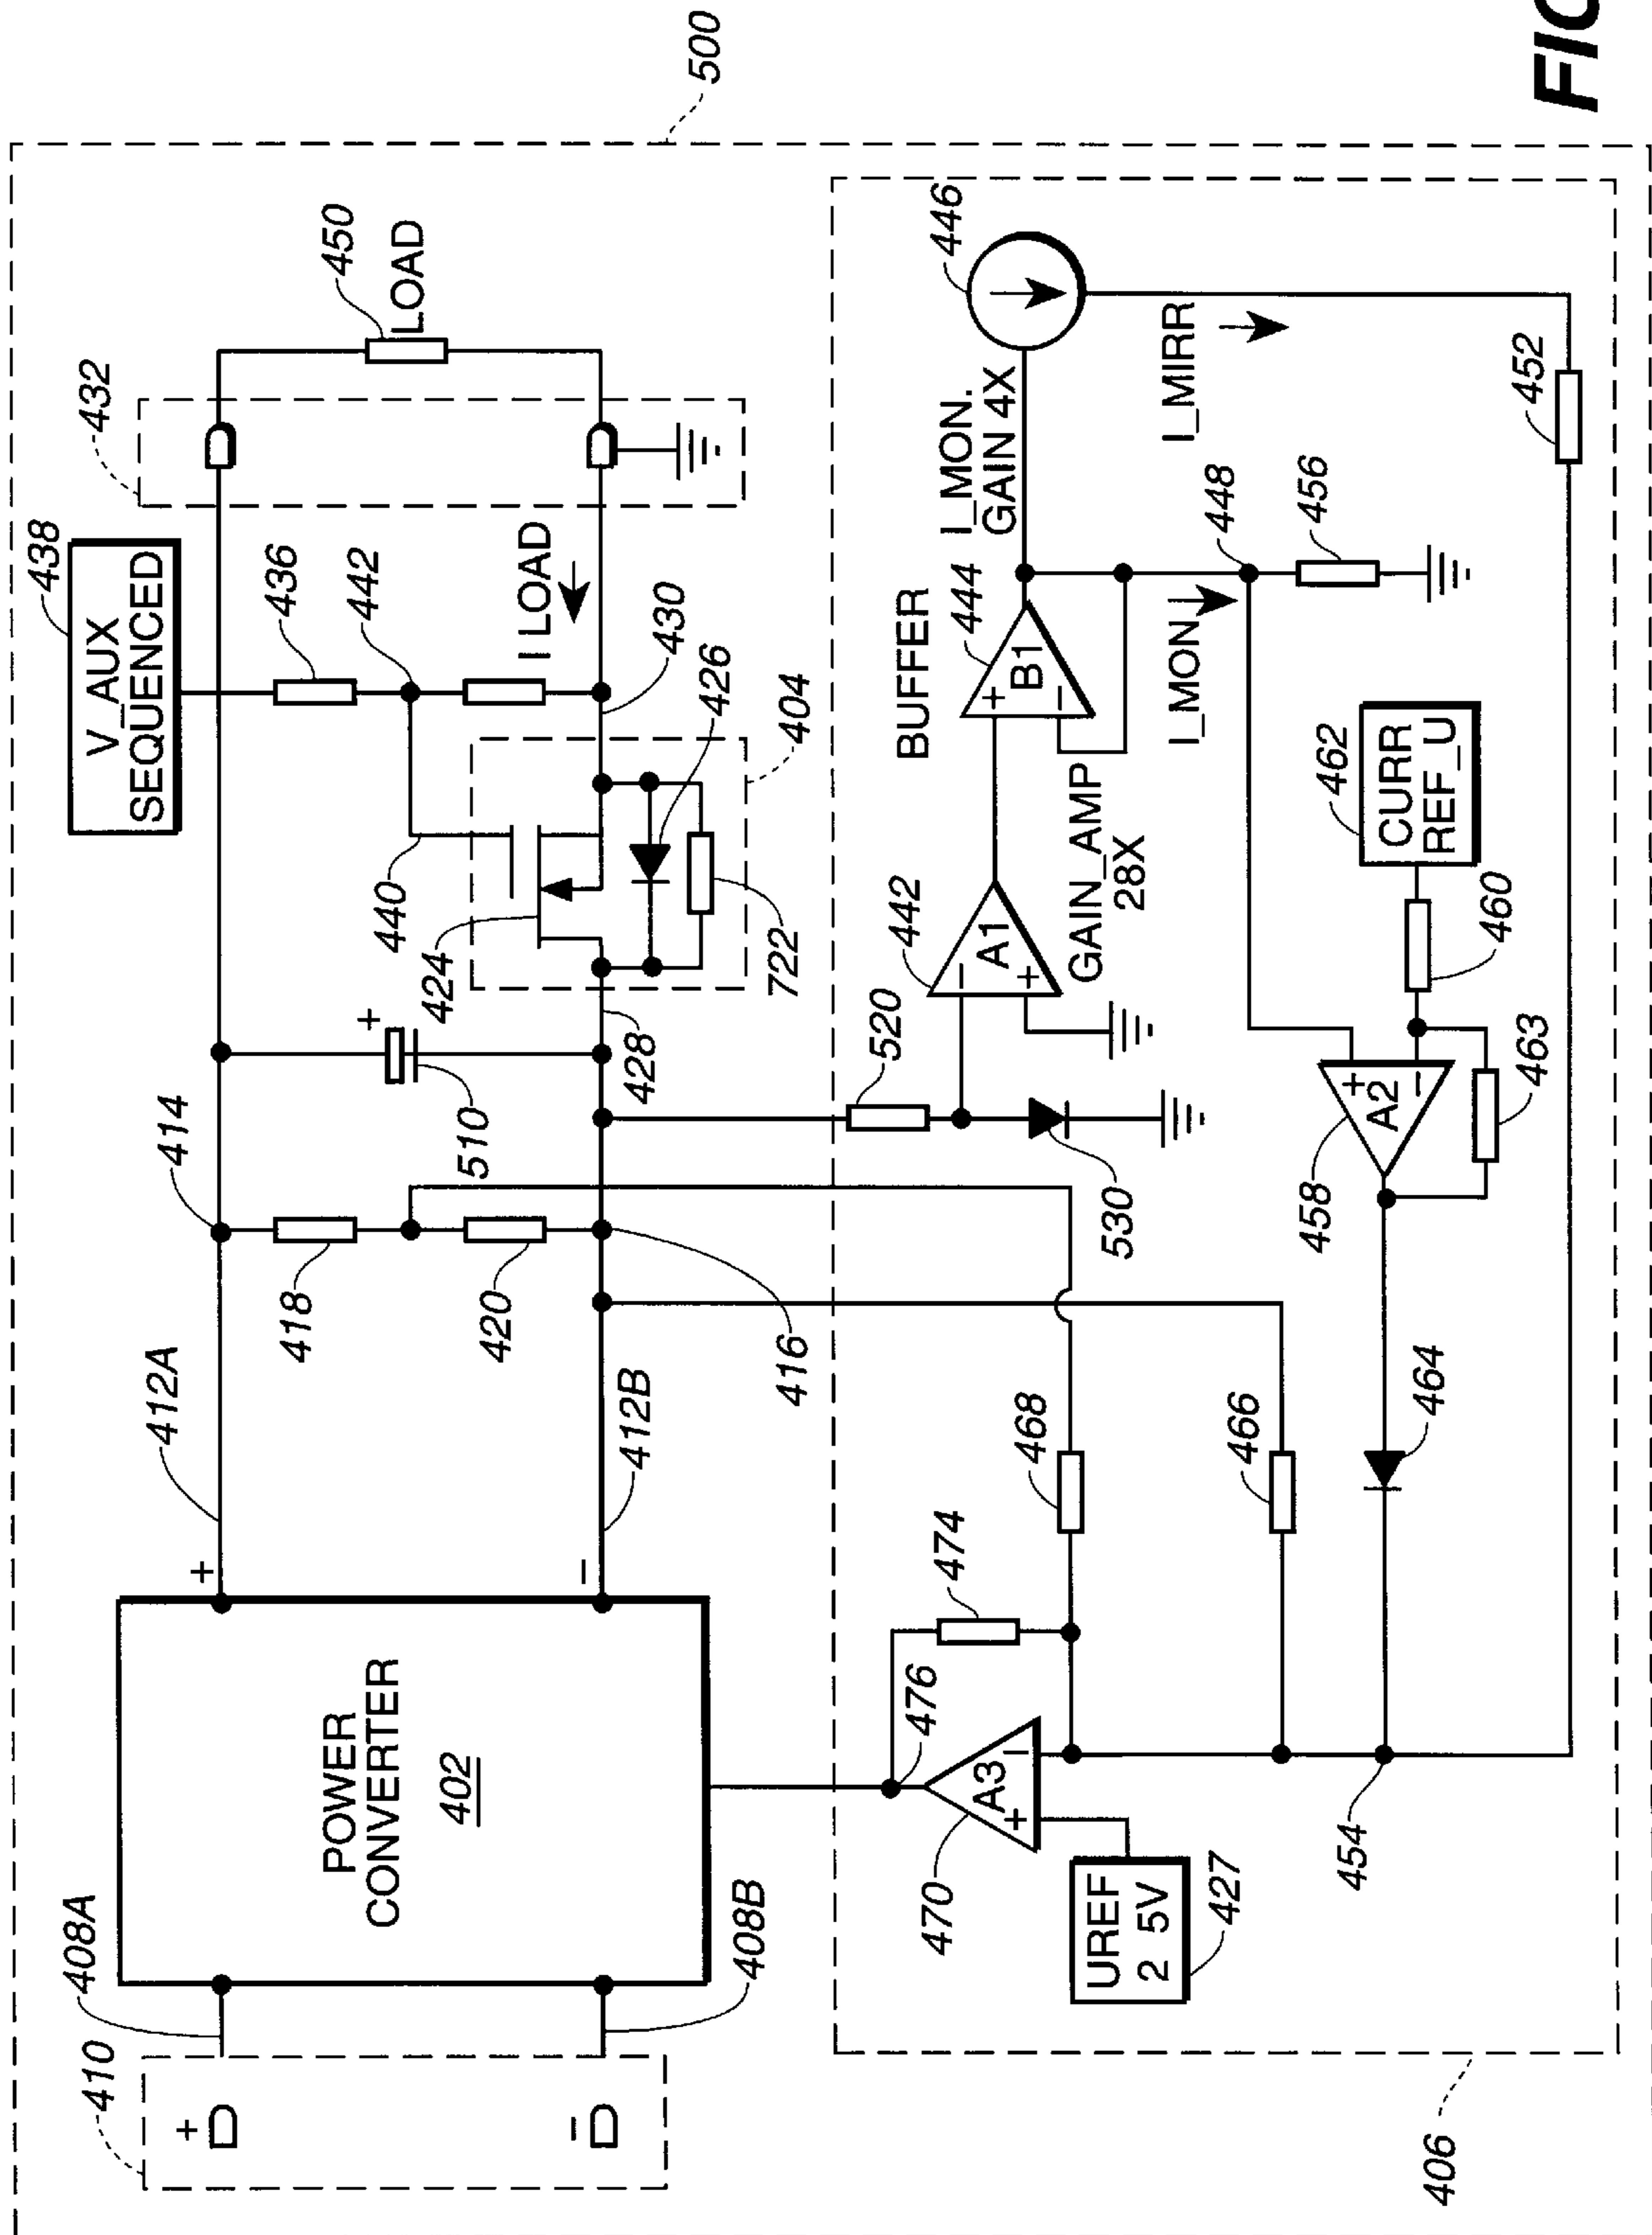 FIG
500
410
+
−
408A
408B
POWER
CONVERTER
402
+
−
412A
412B
414
416
418
420
+
510
428
424
440
438
V_AUX
SEQUENCED
436
442
I LOAD
430
426
404
722
432
450
LOAD
406
470
A3
+
−
476
474
468
466
UREF
2 5V
427
454
464
530
520
442
A1
−
+
GAIN_AMP
28X
BUFFER
444
B1
+
−
I_MON.
GAIN 4X
446
I_MIRR
I_MON
448
456
452
458
A2
+
−
463
460
462
CURR
REF_U